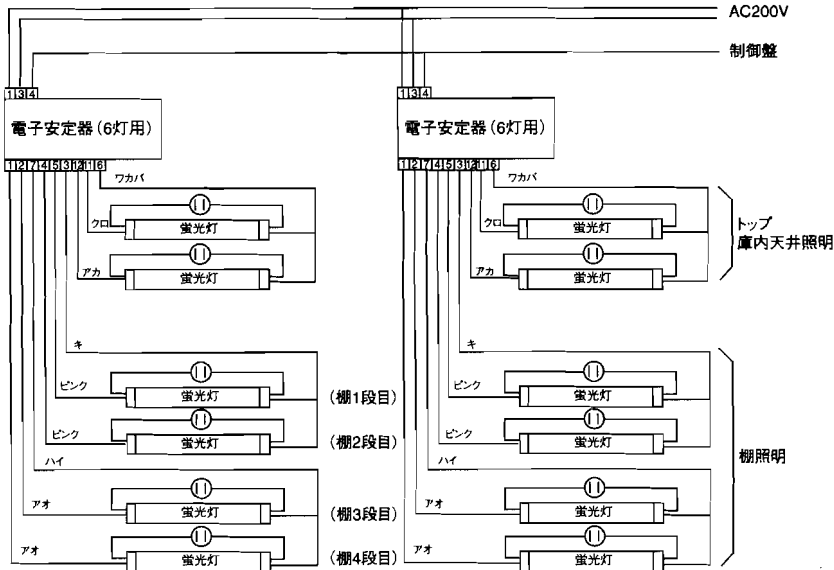 AC200V
制御盤
1 3 4
1 3 4
電子安定器(6灯用)
電子安定器(6灯用)
1 2 7 4 5 3 12 11 6
1 2 7 4 5 3 12 11 6
ワカバ
ワカバ
クロ
蛍光灯
クロ
蛍光灯
トップ
庫内天井照明
アカ
蛍光灯
アカ
蛍光灯
キ
キ
ピンク
蛍光灯
(棚1段目)
ピンク
蛍光灯
ピンク
蛍光灯
(棚2段目)
ピンク
蛍光灯
棚照明
ハイ
ハイ
アオ
蛍光灯
(棚3段目)
アオ
蛍光灯
アオ
蛍光灯
(棚4段目)
アオ
蛍光灯